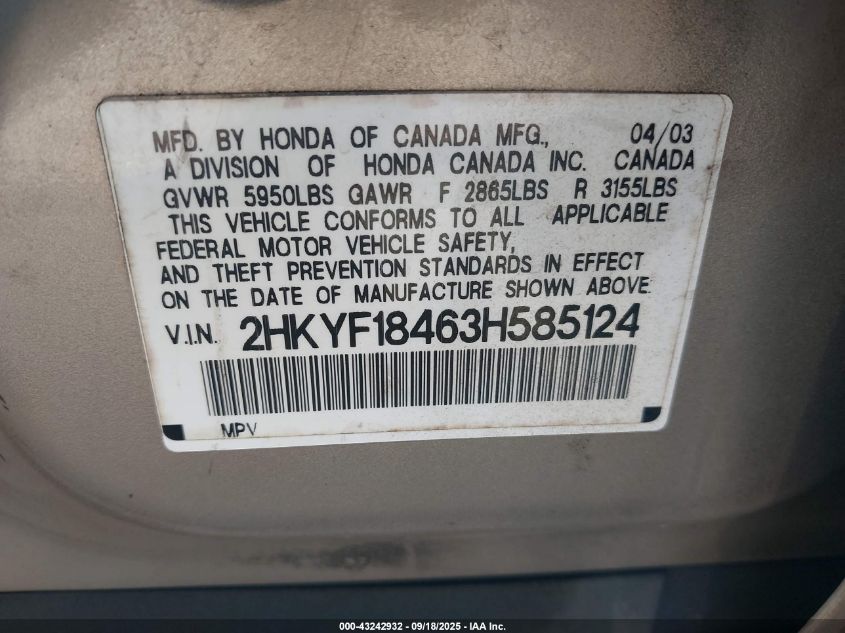 MFD. BY HONDA OF CANADA MFG., 04/03
A DIVISION OF HONDA CANADA INC. CANADA
GVWR 5950LBS GAWR F 2865LBS R 3155LBS
THIS VEHICLE CONFORMS TO ALL APPLICABLE
FEDERAL MOTOR VEHICLE SAFETY,
AND THEFT PREVENTION STANDARDS IN EFFECT
ON THE DATE OF MANUFACTURE SHOWN ABOVE.
V.I.N. 2HKYF18463H585124
MPV
000-43242932 - 09/18/2025 - IAA Inc.